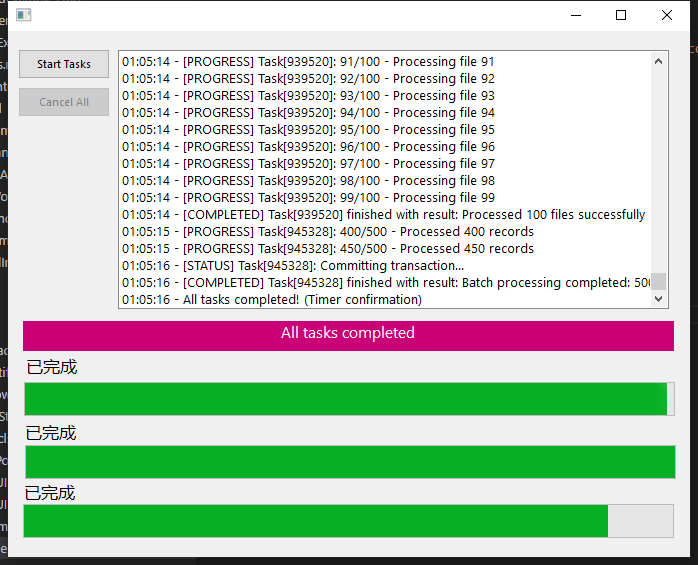 Start Tasks
Cancel All
01:05:14 - [PROGRESS] Task[939520]: 91/100 - Processing file 91
01:05:14 - [PROGRESS] Task[939520]: 92/100 - Processing file 92
01:05:14 - [PROGRESS] Task[939520]: 93/100 - Processing file 93
01:05:14 - [PROGRESS] Task[939520]: 94/100 - Processing file 94
01:05:14 - [PROGRESS] Task[939520]: 95/100 - Processing file 95
01:05:14 - [PROGRESS] Task[939520]: 96/100 - Processing file 96
01:05:14 - [PROGRESS] Task[939520]: 97/100 - Processing file 97
01:05:14 - [PROGRESS] Task[939520]: 98/100 - Processing file 98
01:05:14 - [PROGRESS] Task[939520]: 99/100 - Processing file 99
01:05:14 - [COMPLETED] Task[939520] finished with result: Processed 100 files successfully
01:05:15 - [PROGRESS] Task[945328]: 400/500 - Processed 400 records
01:05:15 - [PROGRESS] Task[945328]: 450/500 - Processed 450 records
01:05:16 - [STATUS] Task[945328]: Committing transaction...
01:05:16 - [COMPLETED] Task[945328] finished with result: Batch processing completed: 500
01:05:16 - All tasks completed! (Timer confirmation)
All tasks completed
已完成
已完成
已完成